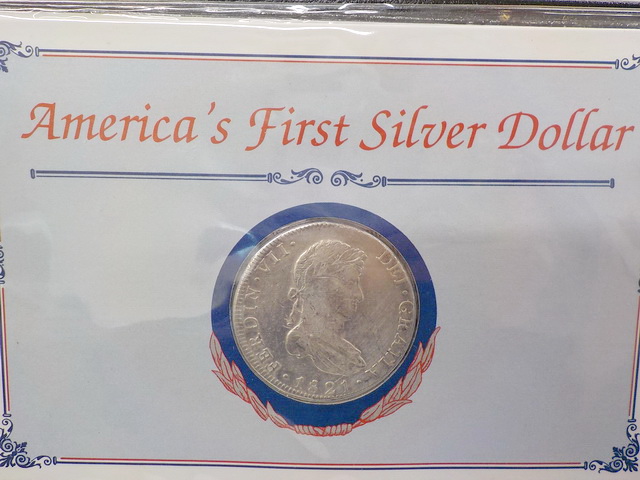 America's First Silver Dollar
FERDIN·VII· DEI·GRATIA·
·1821·